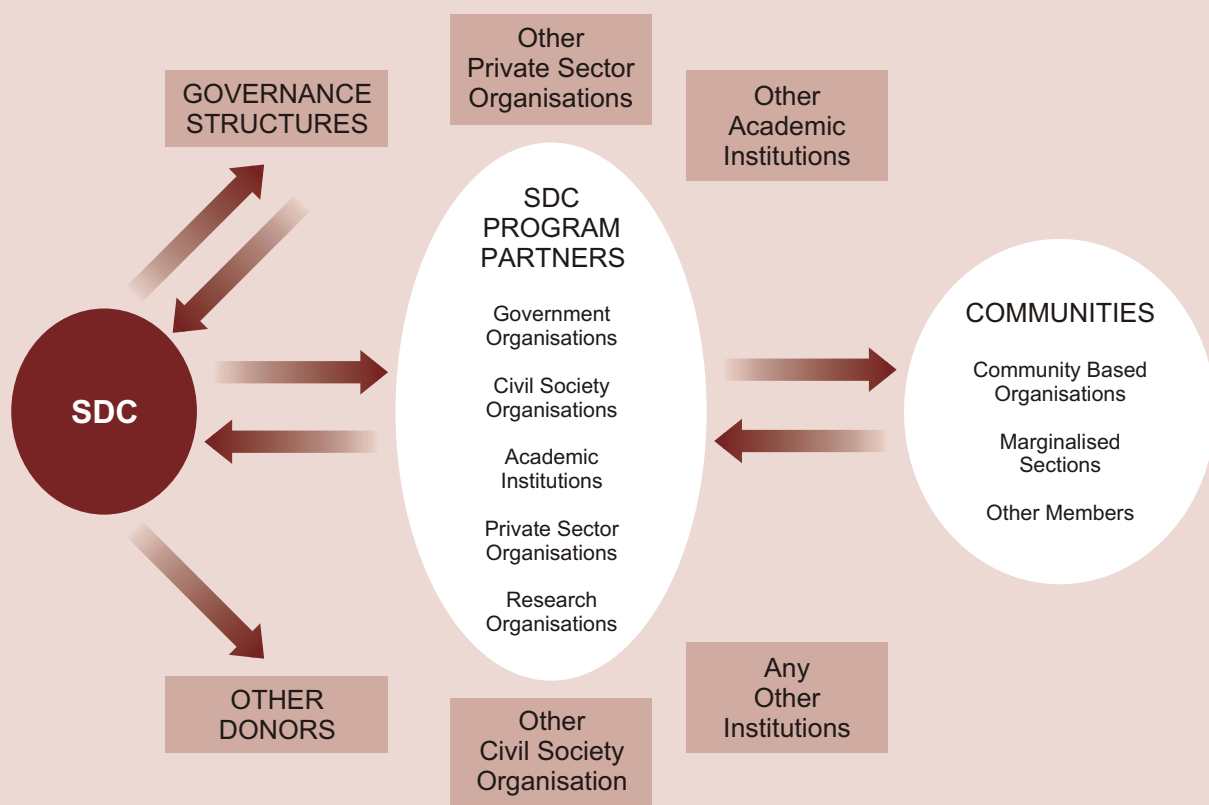 Other
Private Sector
Organisations
GOVERNANCE
STRUCTURES
Other
Academic
Institutions
SDC
PROGRAM
PARTNERS
Government
Organisations
Civil Society
Organisations
Academic
Institutions
Private Sector
Organisations
Research
Organisations
COMMUNITIES
Community Based
Organisations
Marginalised
Sections
Other Members
SDC
OTHER
DONORS
Other
Civil Society
Organisation
Any
Other
Institutions